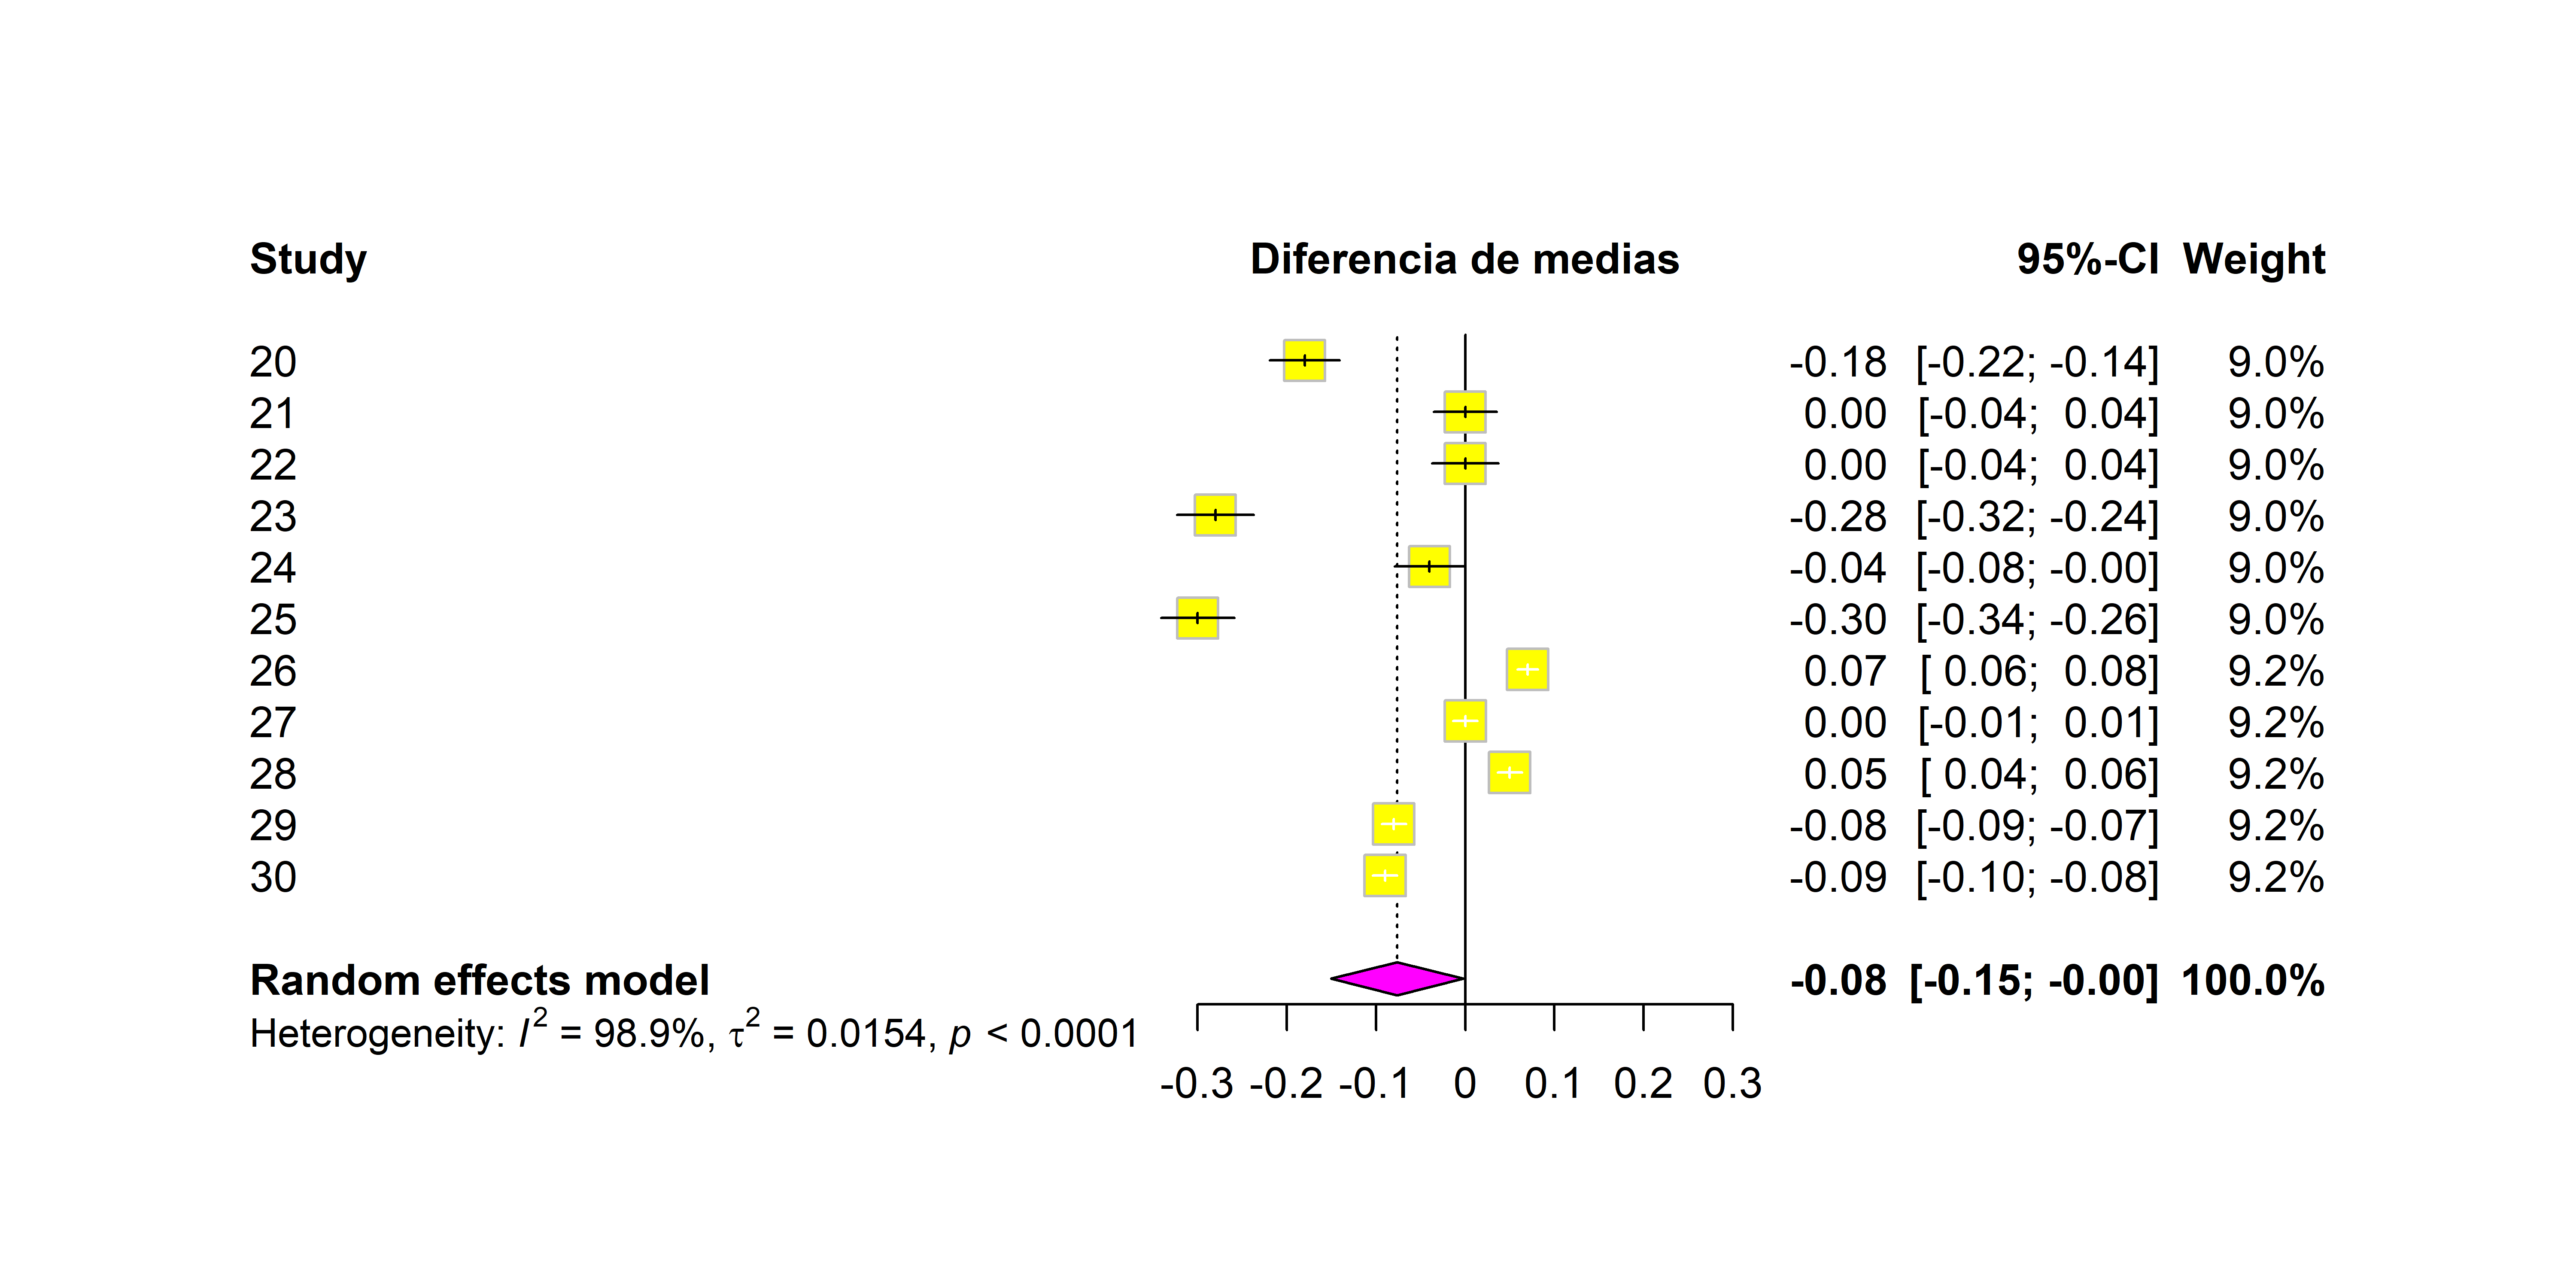 Study Diferencia de medias 95%-CI Weight
20 -0.18 [-0.22; -0.14] 9.0%
21 0.00 [-0.04; 0.04] 9.0%
22 0.00 [-0.04; 0.04] 9.0%
23 -0.28 [-0.32; -0.24] 9.0%
24 -0.04 [-0.08; -0.00] 9.0%
25 -0.30 [-0.34; -0.26] 9.0%
26 0.07 [ 0.06; 0.08] 9.2%
27 0.00 [-0.01; 0.01] 9.2%
28 0.05 [ 0.04; 0.06] 9.2%
29 -0.08 [-0.09; -0.07] 9.2%
30 -0.09 [-0.10; -0.08] 9.2%
Random effects model -0.08 [-0.15; -0.00] 100.0%
Heterogeneity: I² = 98.9%, τ² = 0.0154, p < 0.0001
-0.3 -0.2 -0.1 0 0.1 0.2 0.3